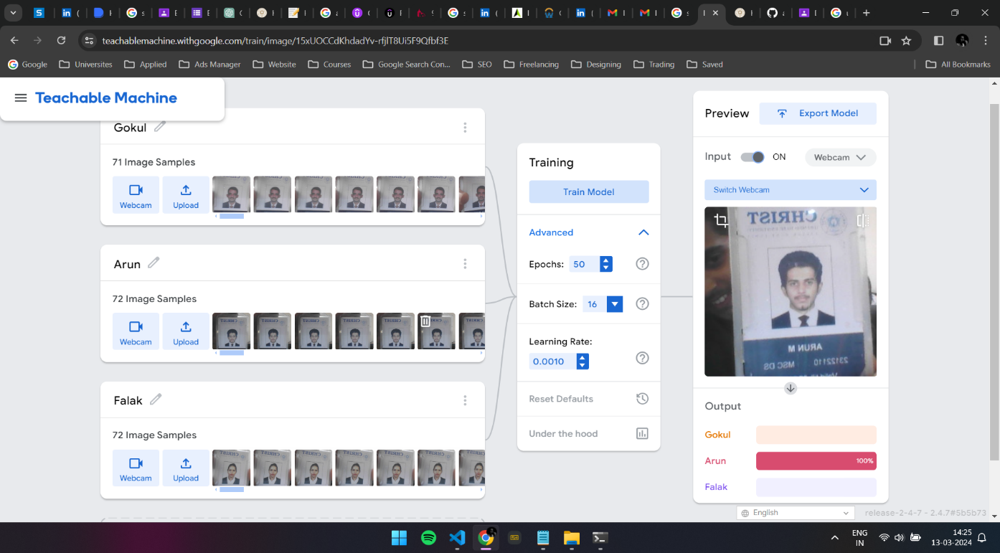 teachablemachine.withgoogle.com/train/image/15xUOCCdKhdadYv-rfjlT8Ui5F9Qfbf3E
Google Universites Applied Ads Manager Website Courses Google Search Con... SEO Freelancing Designing Trading Saved All Bookmarks
Teachable Machine
Gokul
71 Image Samples
Webcam Upload
Arun
72 Image Samples
Webcam Upload
Falak
72 Image Samples
Webcam Upload
Training
Train Model
Advanced
Epochs: 50
Batch Size: 16
Learning Rate:
0.0010
Reset Defaults
Under the hood
Preview Export Model
Input ON Webcam
Switch Webcam
CHRIST
ARUN M
23122110
MSC DS
Output
Gokul
Arun 100%
Falak
English release-2-4-7 - 2.4.7#5b5b73
ENG
IN
14:25
13-03-2024